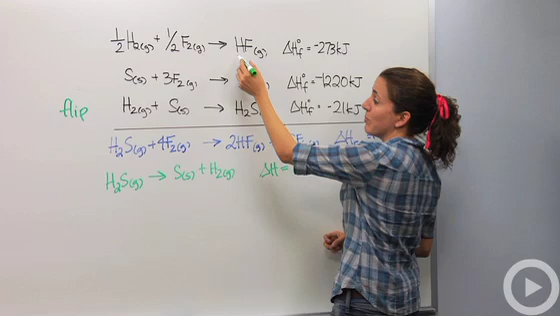 ½H₂(g) + ½F₂(g) → HF(g) ΔH°f = -273kJ
S(s) + 3F₂(g) → (g) ΔH°f = -1220kJ
flip H₂(g) + S(s) → H₂S ΔH°f = -21kJ
H₂S(g) + 4F₂(g) → 2HF(g)
H₂S(g) → S(s) + H₂(g) ΔH =